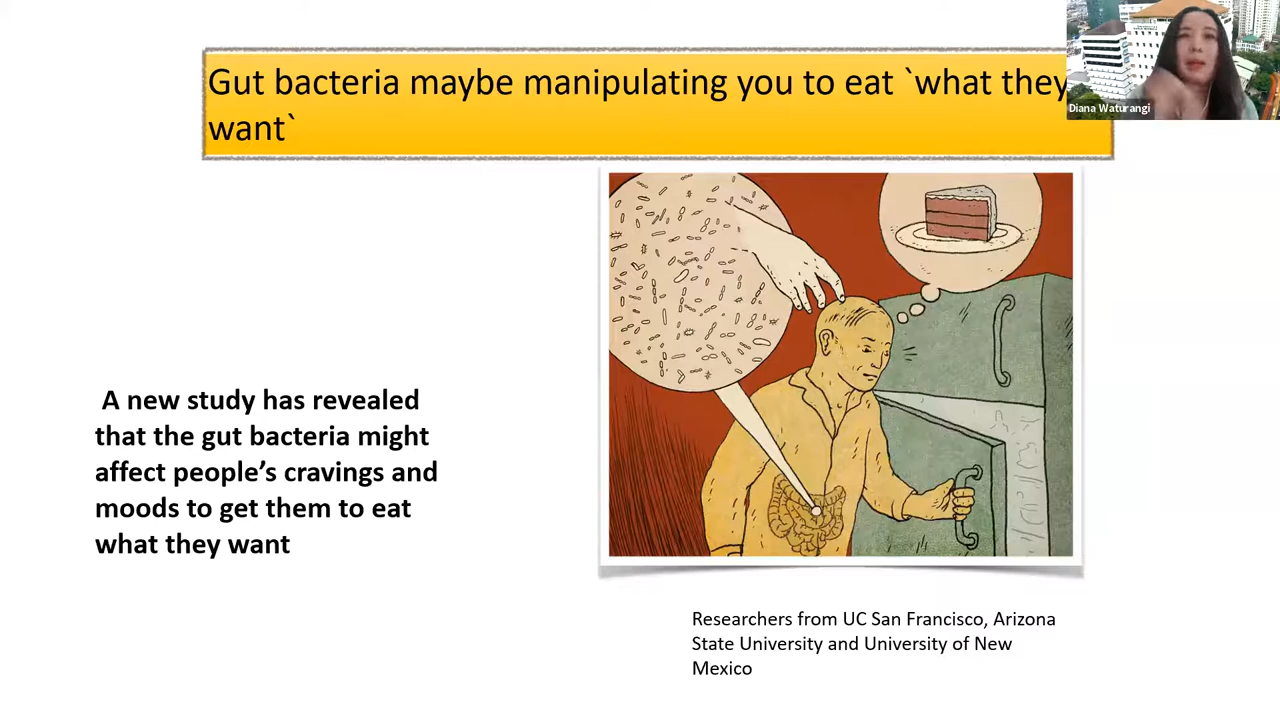 Gut bacteria maybe manipulating you to eat `what they
want`
Diana Waturangi
A new study has revealed
that the gut bacteria might
affect people’s cravings and
moods to get them to eat
what they want
Researchers from UC San Francisco, Arizona
State University and University of New
Mexico